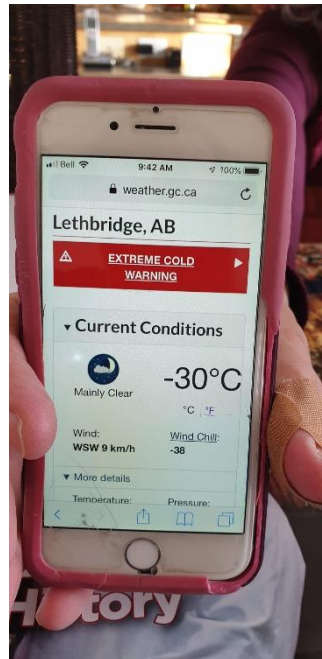 Bell 9:42 AM 100%
weather.gc.ca
Lethbridge, AB
EXTREME COLD
WARNING
Current Conditions
-30°C
Mainly Clear
°C °F
Wind: Wind Chill:
WSW 9 km/h -38
More details
Temperature: Pressure:
History